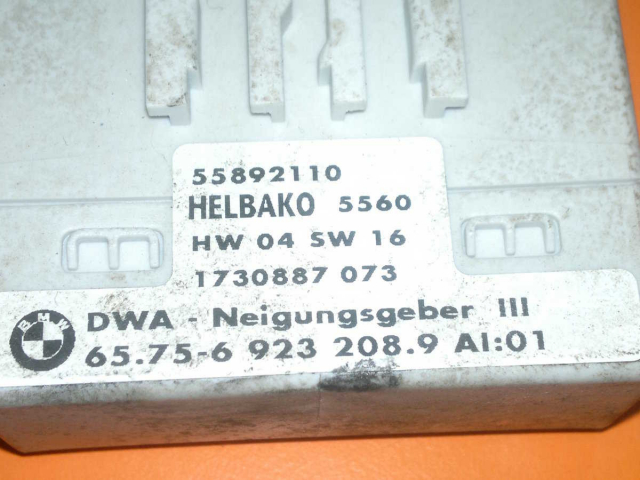 55892110
HELBAKO 5560
HW 04 SW 16
1730887 073
BMW
DWA - Neigungsgeber III
65.75-6 923 208.9 AI:01